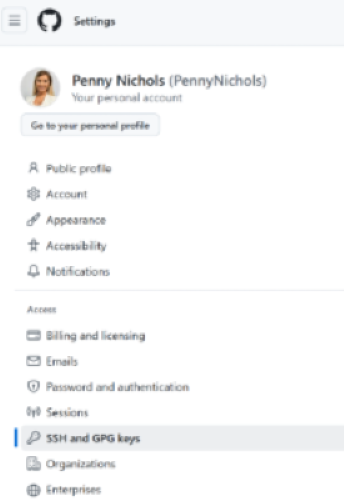 Settings
Penny Nichols (PennyNichols)
Your personal account
Go to your personal profile
Public profile
Account
Appearance
Accessibility
Notifications
Access
Billing and licensing
Emails
Password and authentication
Sessions
SSH and GPG keys
Organizations
Enterprises